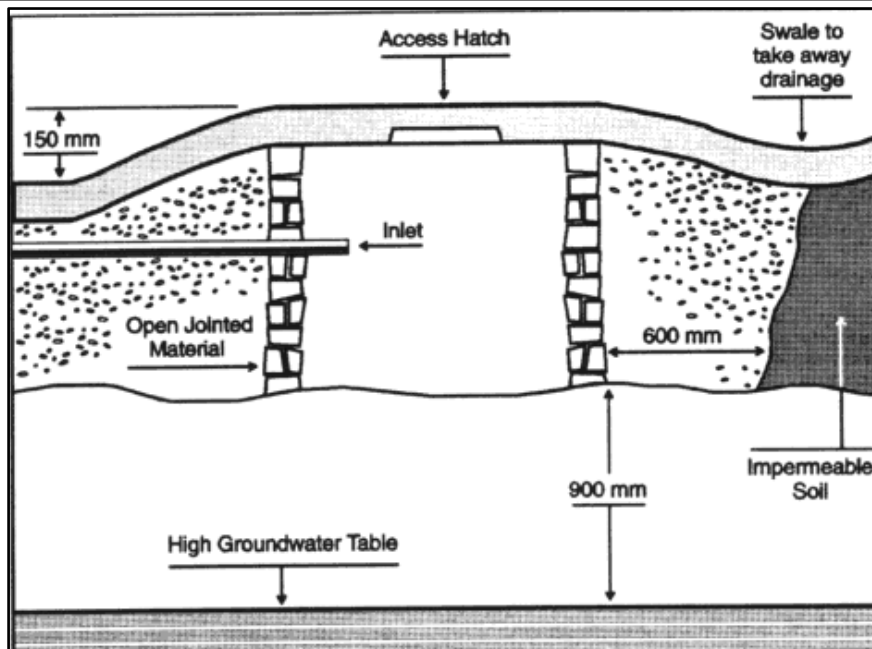 Access Hatch
Swale to
take away
drainage
150 mm
Inlet
Open Jointed
Material
600 mm
900 mm
Impermeable
Soil
High Groundwater Table